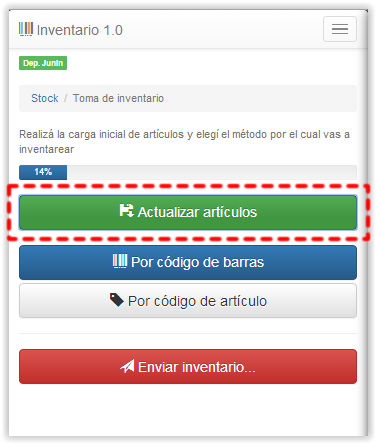 Inventario 1.0
Dep. Junin
Stock / Toma de inventario
Realizá la carga inicial de artículos y elegí el método por el cual vas a
inventarear
14%
Actualizar artículos
Por código de barras
Por código de artículo
Enviar inventario...